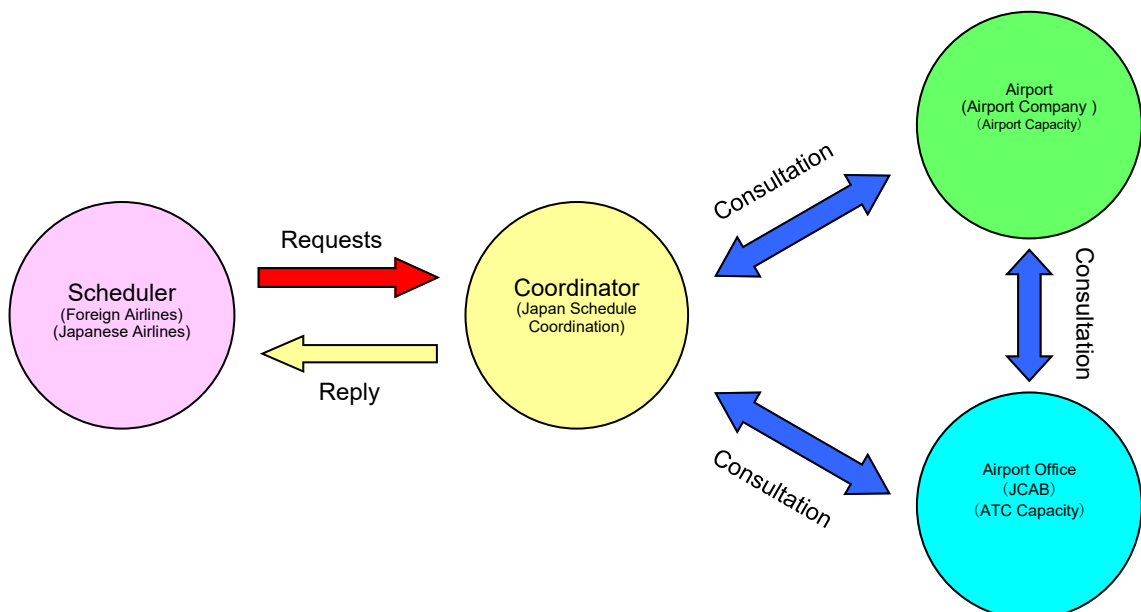 Scheduler
(Foreign Airlines)
(Japanese Airlines)
Requests
Reply
Coordinator
(Japan Schedule
Coordination)
Consultation
Consultation
Airport
(Airport Company )
（Airport Capacity）
Consultation
Airport Office
（JCAB）
（ATC Capacity）